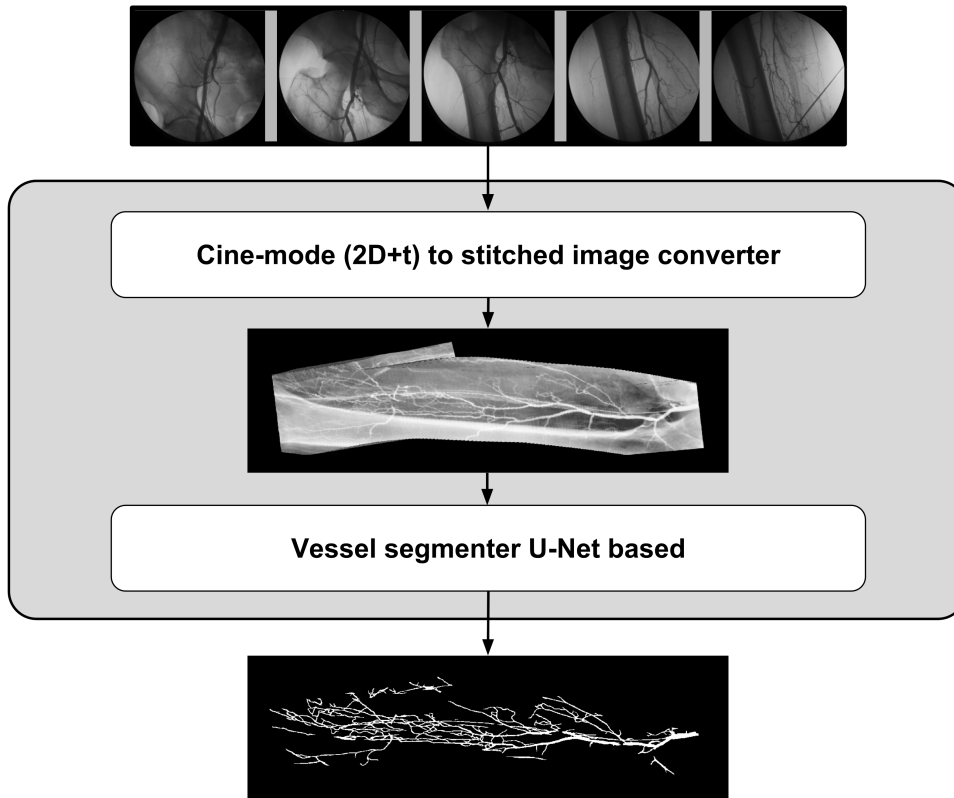 Cine-mode (2D+t) to stitched image converter
Vessel segmenter U-Net based